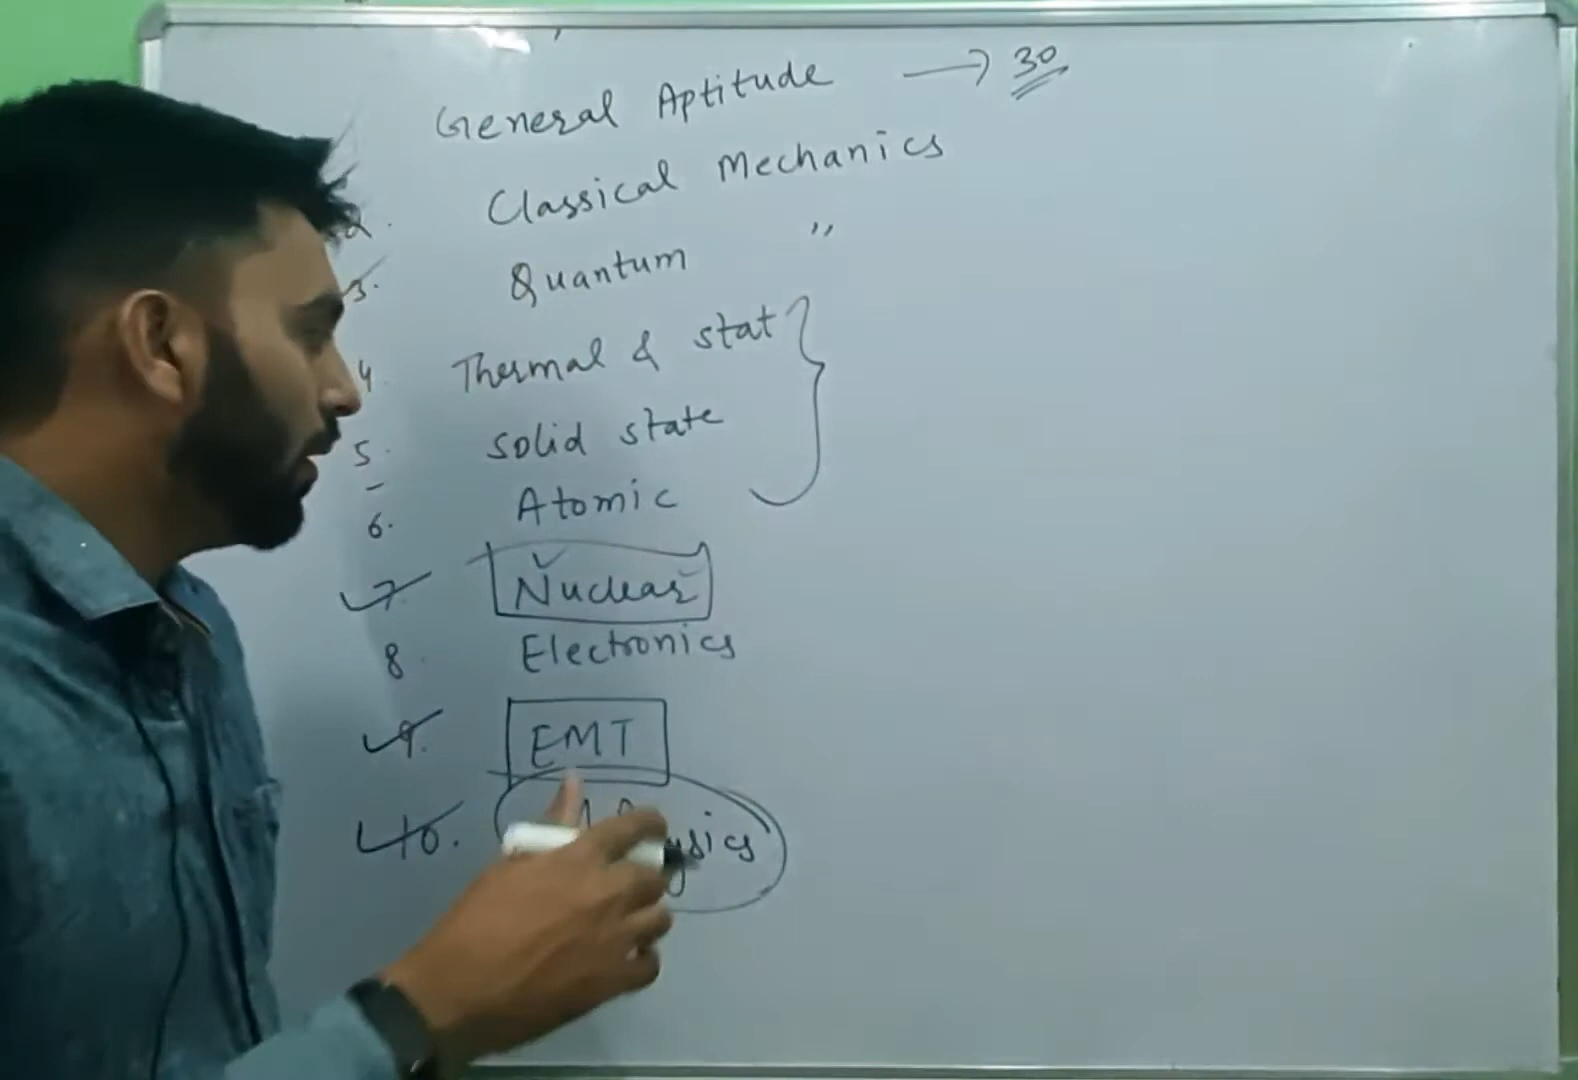 General Aptitude → 30
2. Classical Mechanics
3. Quantum "
4. Thermal & stat
5. Solid state
6. Atomic
7. Nuclear
8. Electronics
9. EMT
10.